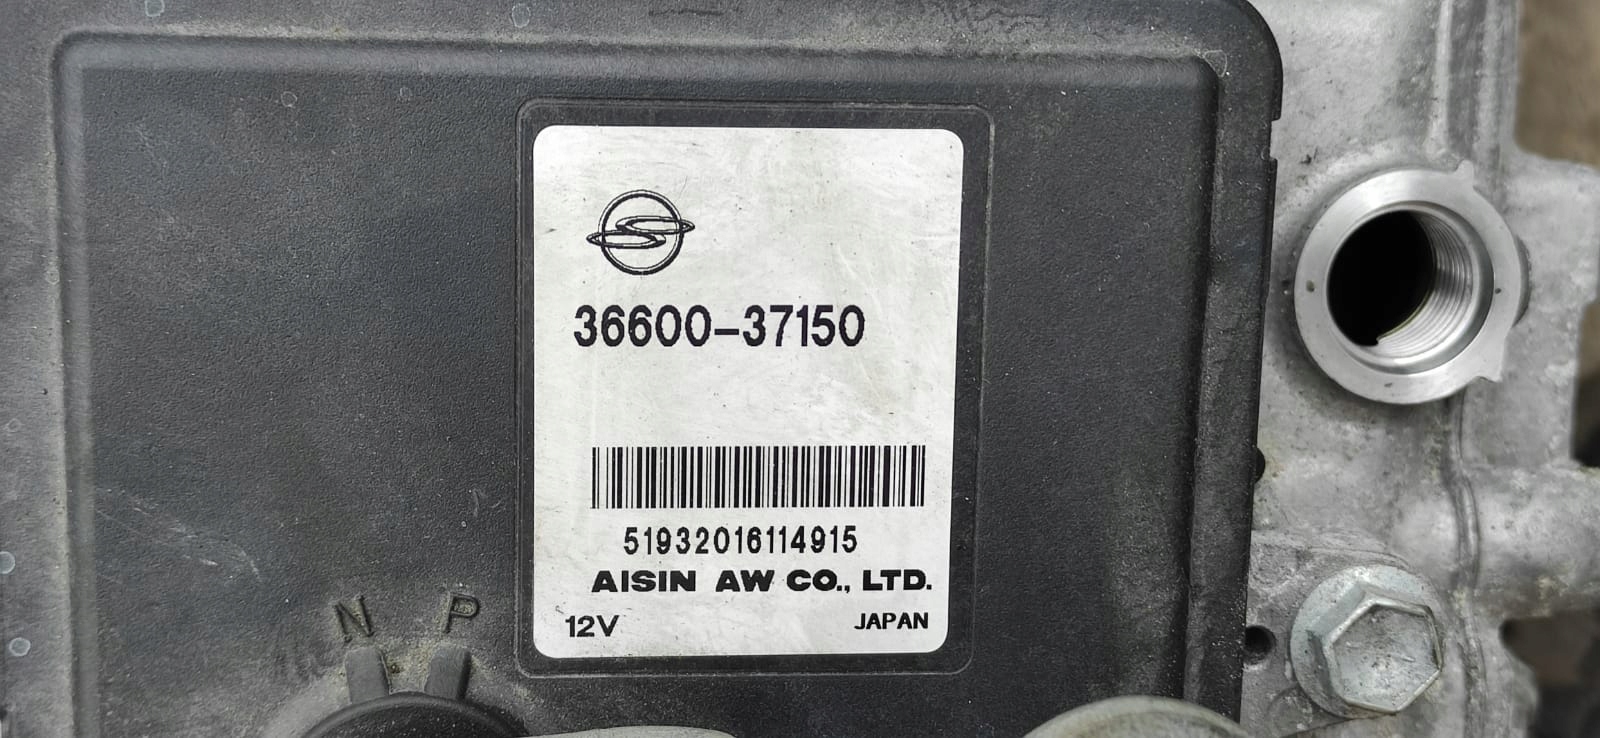 36600-37150
51932016114915
AISIN AW CO., LTD.
12V JAPAN
N P